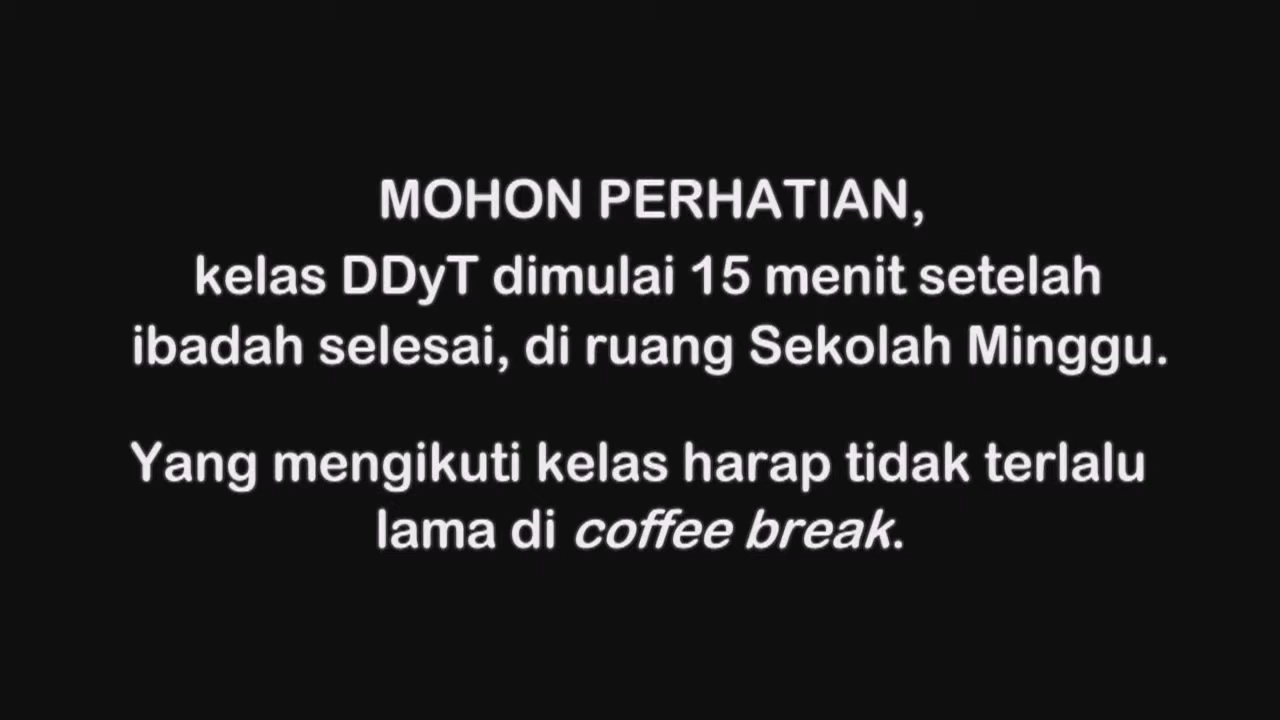 MOHON PERHATIAN,
kelas DDyT dimulai 15 menit setelah
ibadah selesai, di ruang Sekolah Minggu.
Yang mengikuti kelas harap tidak terlalu
lama di coffee break.